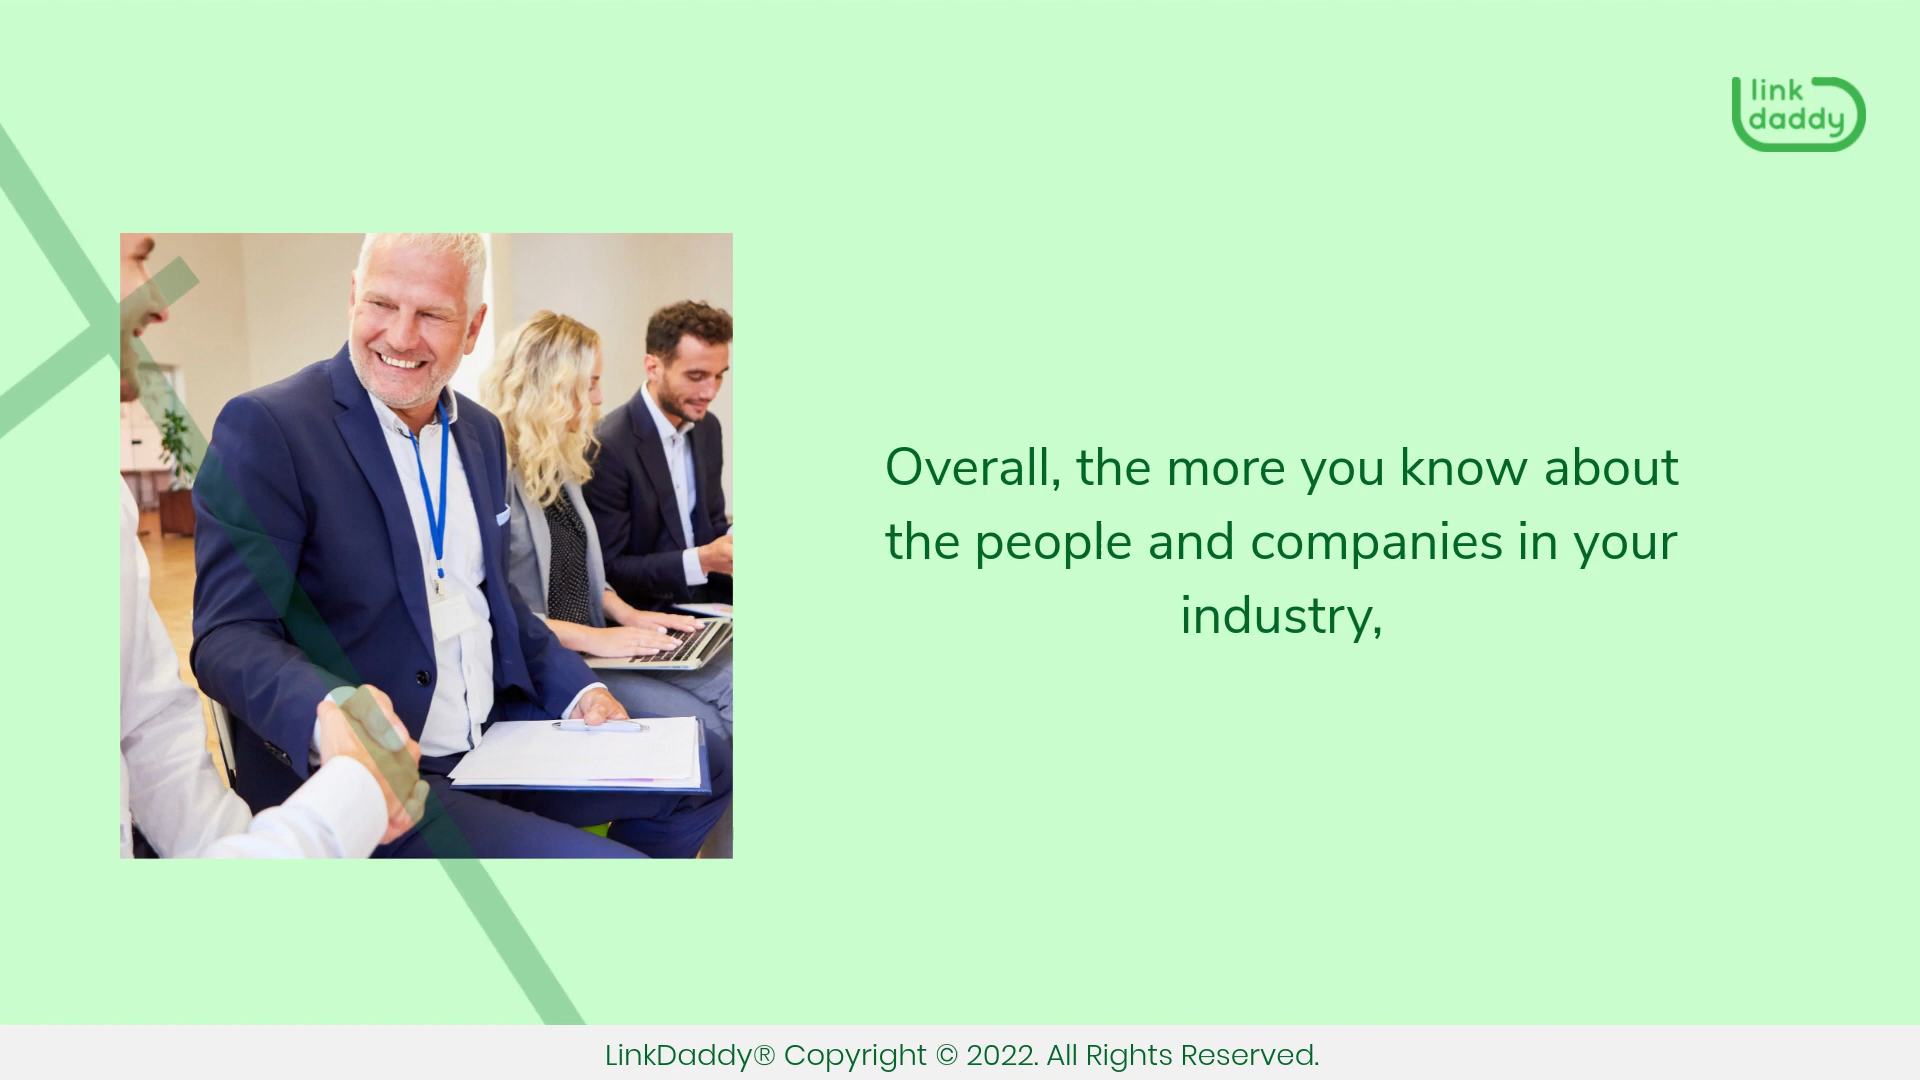 link
daddy
Overall, the more you know about
the people and companies in your
industry,
LinkDaddy® Copyright © 2022. All Rights Reserved.